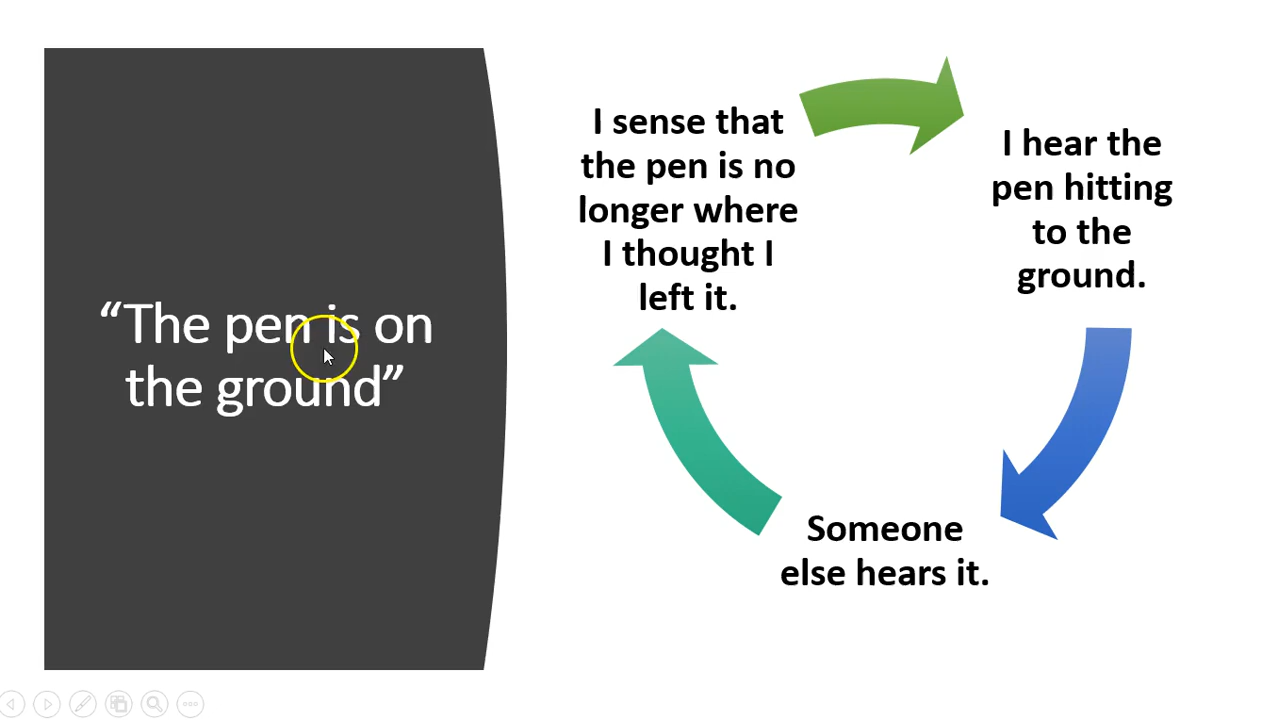 “The pen is on
the ground”
I sense that
the pen is no
longer where
I thought I
left it.
I hear the
pen hitting
to the
ground.
Someone
else hears it.